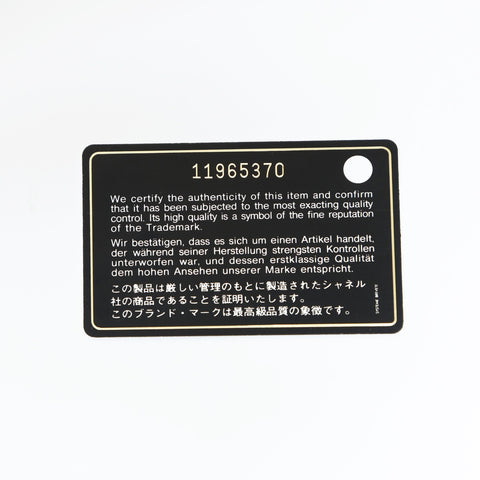 11965370
We certify the authenticity of this item and confirm
that it has been subjected to the most exacting quality
control. Its high quality is a symbol of the fine reputation
of the Trademark.
Wir bestätigen, dass es sich um einen Artikel handelt,
der während seiner Herstellung strengsten Kontrollen
unterworfen war, und dessen erstklassige Qualität
dem hohen Ansehen unserer Marke entspricht.
この製品は厳しい管理のもとに製造されたシャネル
社の商品であることを証明いたします。
このブランド・マークは最高級品質の象徴です。